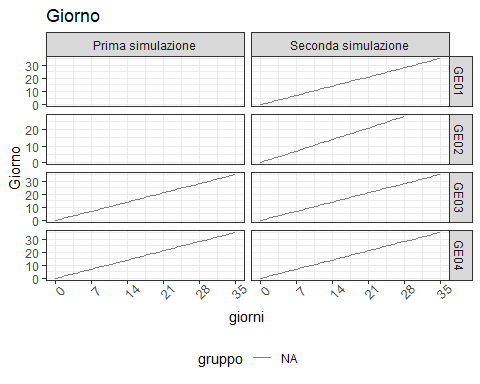 Giorno
Prima simulazione Seconda simulazione
30
20
10
0
GE01
20
10
0
GE02
30
20
10
0
GE03
30
20
10
0
GE04
Giorno
0 7 14 21 28 35 0 7 14 21 28 35
giorni
gruppo NA